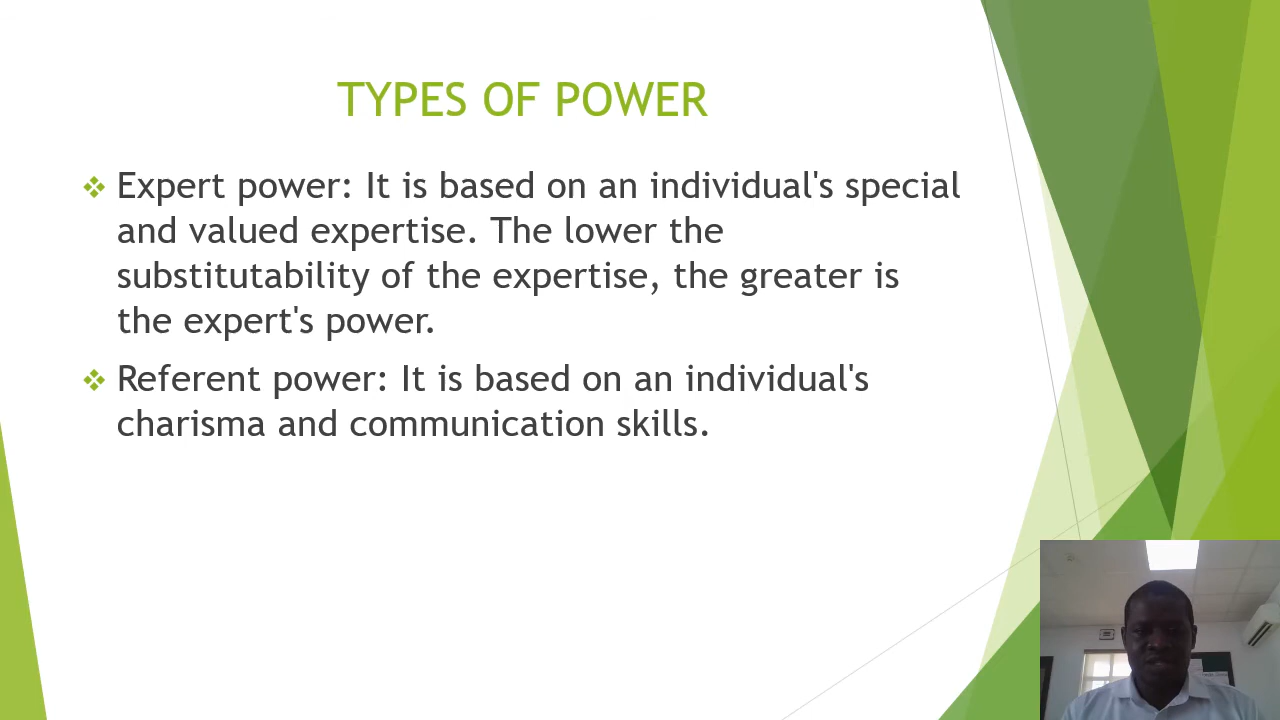 TYPES OF POWER
Expert power: It is based on an individual's special
and valued expertise. The lower the
substitutability of the expertise, the greater is
the expert's power.
Referent power: It is based on an individual's
charisma and communication skills.